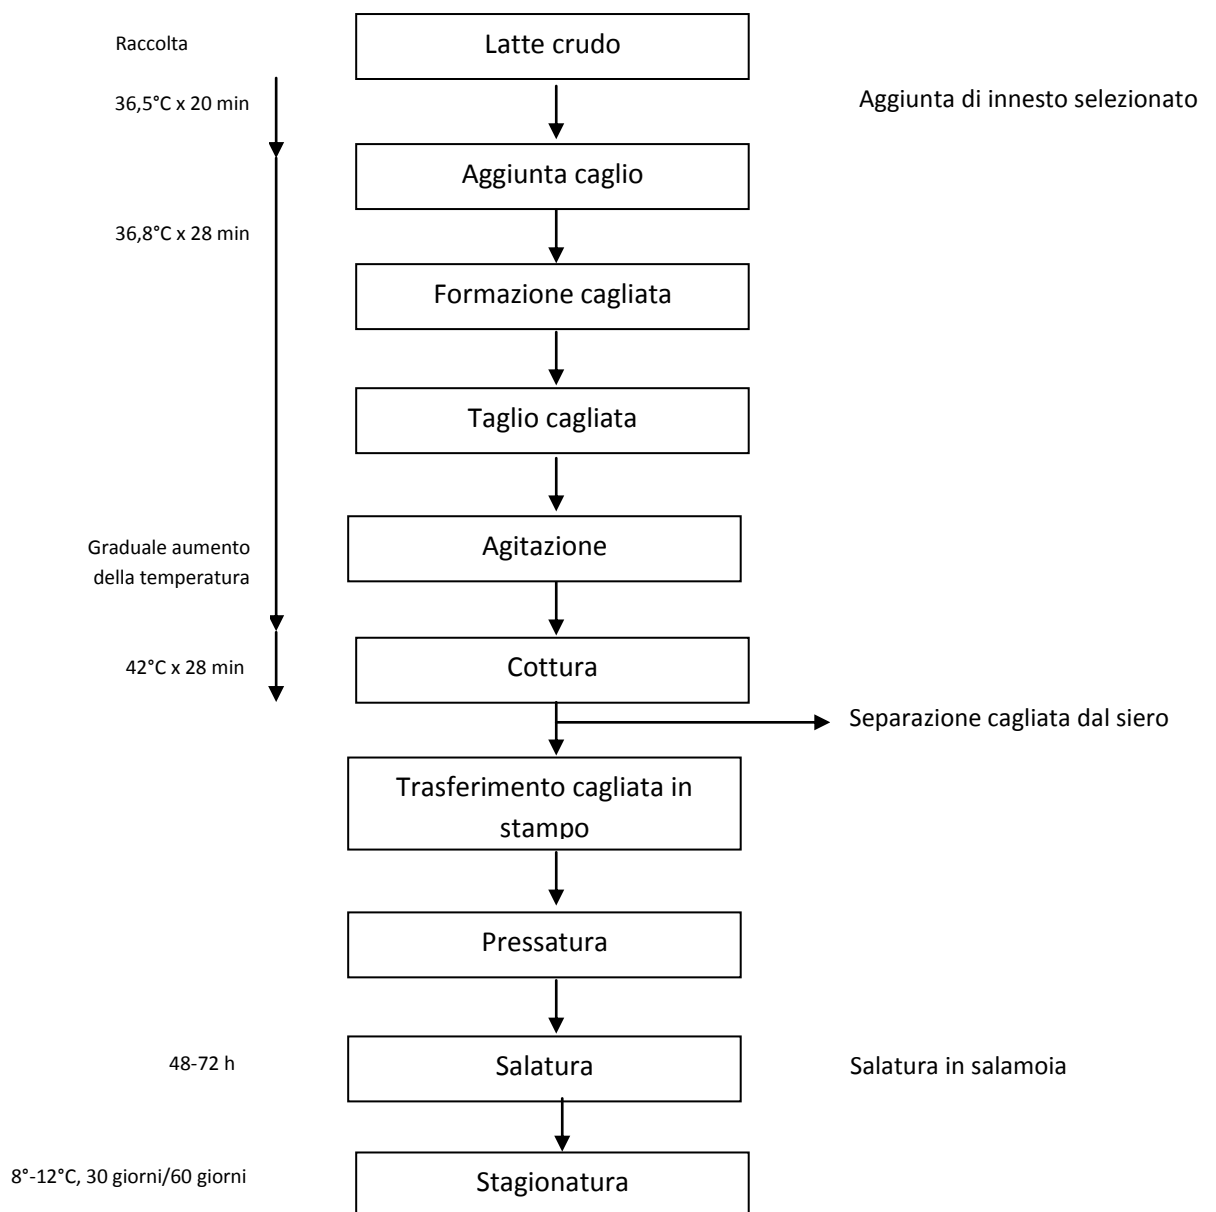 Raccolta
Latte crudo
36,5°C x 20 min
Aggiunta di innesto selezionato
Aggiunta caglio
36,8°C x 28 min
Formazione cagliata
Taglio cagliata
Graduale aumento
della temperatura
Agitazione
42°C x 28 min
Cottura
Separazione cagliata dal siero
Trasferimento cagliata in
stampo
Pressatura
48-72 h
Salatura
Salatura in salamoia
8°-12°C, 30 giorni/60 giorni
Stagionatura